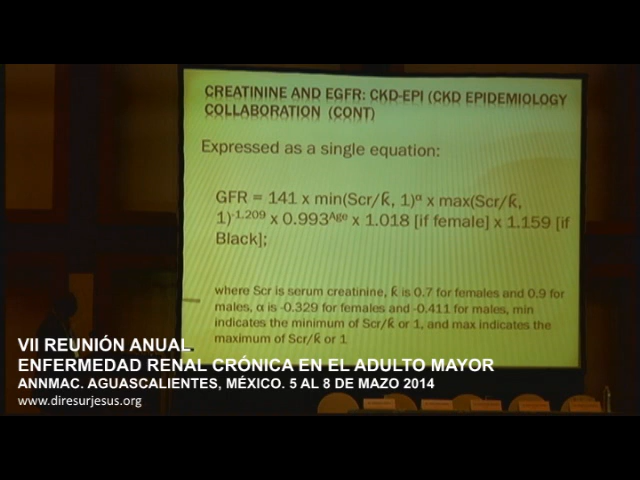 CREATININE AND EGFR: CKD-EPI (CKD EPIDEMIOLOGY
COLLABORATION (CONT)
Expressed as a single equation:
GFR = 141 x min(Scr/ḱ, 1)ᵅ x max(Scr/ḱ,
1)⁻¹·²⁰⁹ x 0.993ᴬᵍᵉ x 1.018 [if female] x 1.159 [if
Black];
where Scr is serum creatinine, ḱ is 0.7 for females and 0.9 for
males, α is -0.329 for females and -0.411 for males, min
indicates the minimum of Scr/ḱ or 1, and max indicates the
maximum of Scr/ḱ or 1
VII REUNIÓN ANUAL
ENFERMEDAD RENAL CRÓNICA EN EL ADULTO MAYOR
ANNMAC. AGUASCALIENTES, MÉXICO. 5 AL 8 DE MAZO 2014
www.diresurjesus.org